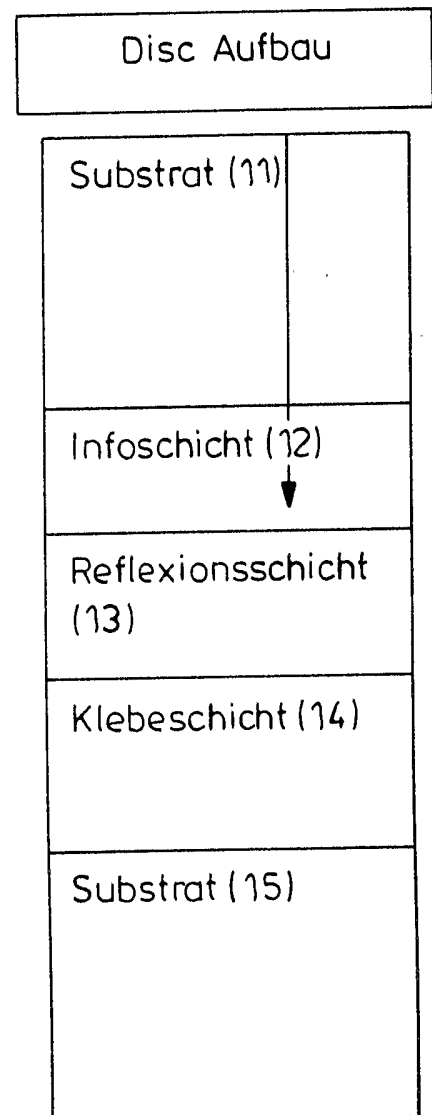 Disc Aufbau
Substrat (11)
Infoschicht (12)
Reflexionsschicht
(13)
Klebeschicht (14)
Substrat (15)